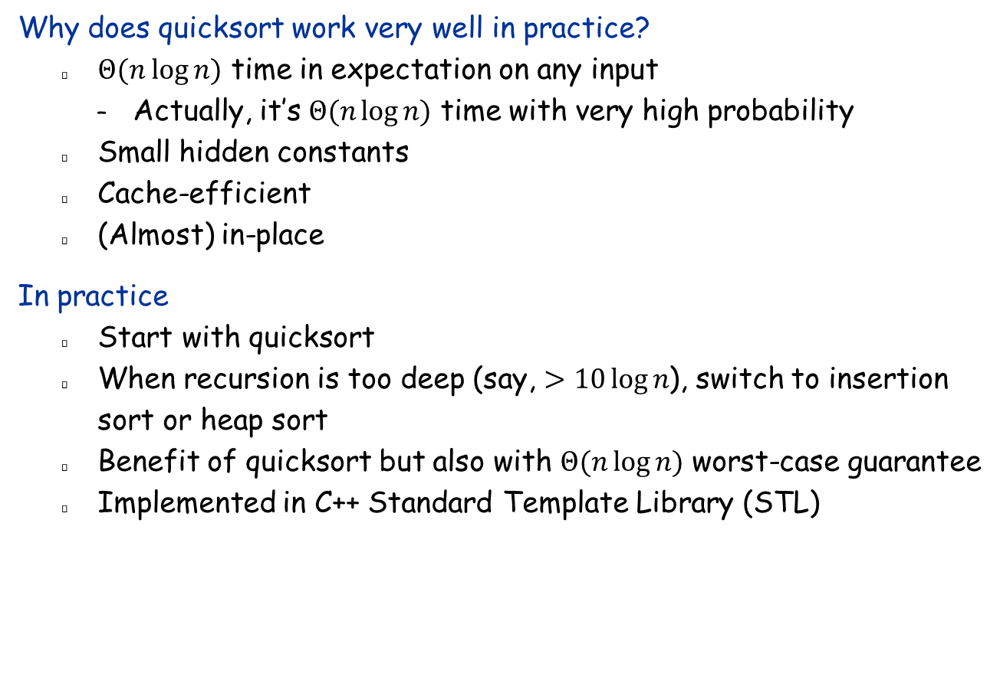 Why does quicksort work very well in practice?
▯ Θ(n log n) time in expectation on any input
- Actually, it’s Θ(n log n) time with very high probability
▯ Small hidden constants
▯ Cache-efficient
▯ (Almost) in-place
In practice
▯ Start with quicksort
▯ When recursion is too deep (say, > 10 log n), switch to insertion
sort or heap sort
▯ Benefit of quicksort but also with Θ(n log n) worst-case guarantee
▯ Implemented in C++ Standard Template Library (STL)